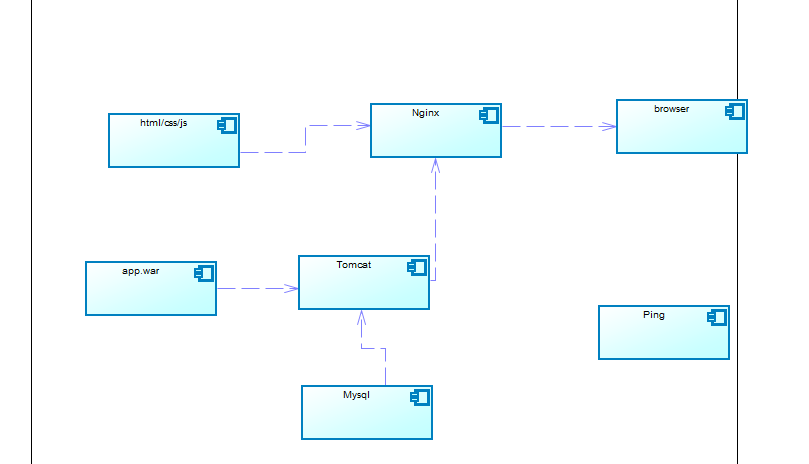 html/css/js
Nginx
browser
app.war
Tomcat
Ping
Mysql